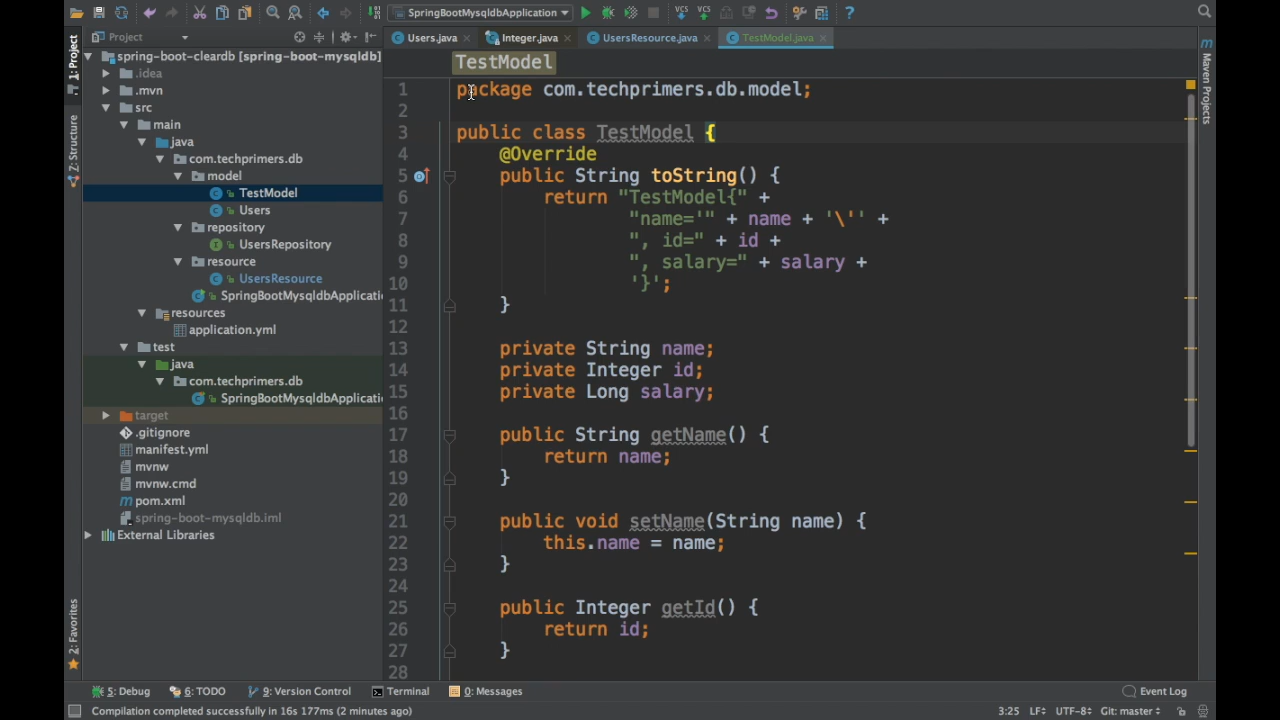 SpringBootMysqldbApplication
1: Project
Project
Users.java
Integer.java
UsersResource.java
TestModel.java
spring-boot-cleardb [spring-boot-mysqldb]
.idea
.mvn
src
main
java
com.techprimers.db
model
TestModel
Users
repository
UsersRepository
resource
UsersResource
SpringBootMysqldbApplicati
resources
application.yml
test
java
com.techprimers.db
SpringBootMysqldbApplicati
target
.gitignore
manifest.yml
mvnw
mvnw.cmd
pom.xml
spring-boot-mysqldb.iml
External Libraries
7: Structure
2: Favorites
TestModel
1 package com.techprimers.db.model;
2
3 public class TestModel {
4 @Override
5 public String toString() {
6 return "TestModel{" +
7 "name='" + name + '\'' +
8 ", id=" + id +
9 ", salary=" + salary +
10 '}';
11 }
12
13 private String name;
14 private Integer id;
15 private Long salary;
16
17 public String getName() {
18 return name;
19 }
20
21 public void setName(String name) {
22 this.name = name;
23 }
24
25 public Integer getId() {
26 return id;
27 }
28
Maven Projects
5: Debug
6: TODO
9: Version Control
Terminal
0: Messages
Event Log
Compilation completed successfully in 16s 177ms (2 minutes ago)
3:25 LF UTF-8 Git: master